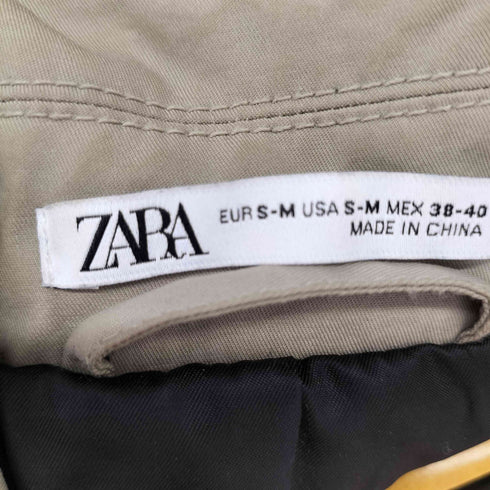 ZARA
EUR S-M USA S-M MEX 38-40
MADE IN CHINA